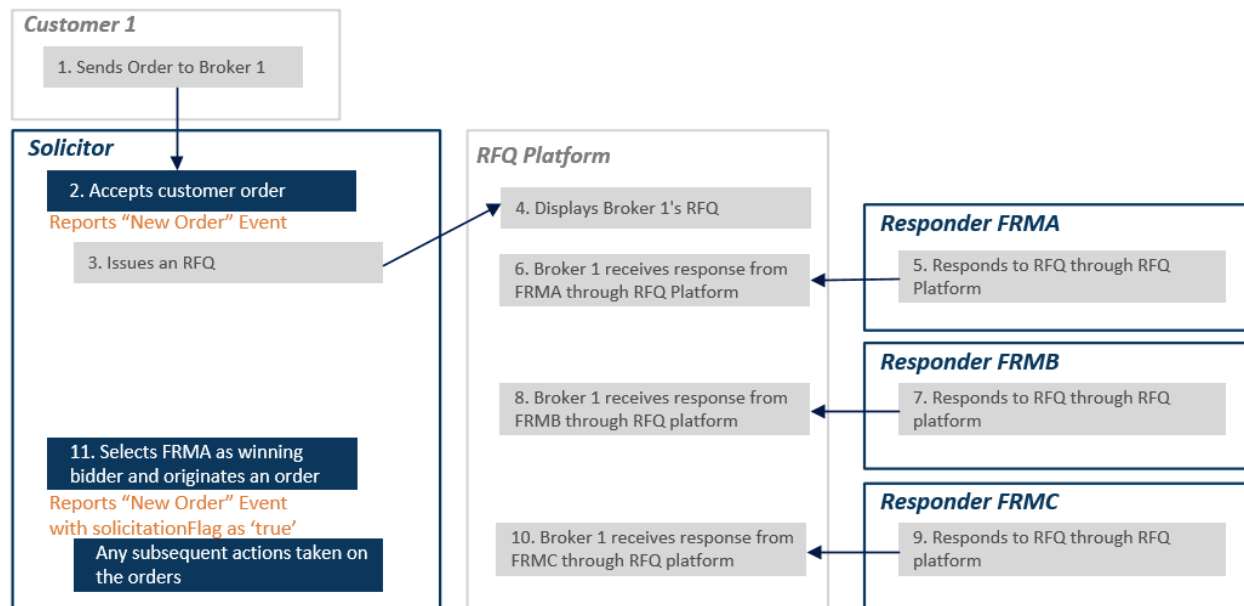 Customer 1
1. Sends Order to Broker 1
Solicitor
2. Accepts customer order
Reports “New Order” Event
3. Issues an RFQ
RFQ Platform
4. Displays Broker 1's RFQ
Responder FRMA
5. Responds to RFQ through RFQ
Platform
6. Broker 1 receives response from
FRMA through RFQ Platform
Responder FRMB
7. Responds to RFQ through RFQ
platform
8. Broker 1 receives response from
FRMB through RFQ platform
Responder FRMC
9. Responds to RFQ through RFQ
platform
10. Broker 1 receives response from
FRMC through RFQ platform
11. Selects FRMA as winning
bidder and originates an order
Reports “New Order” Event
with solicitationFlag as ‘true’
Any subsequent actions taken on
the orders